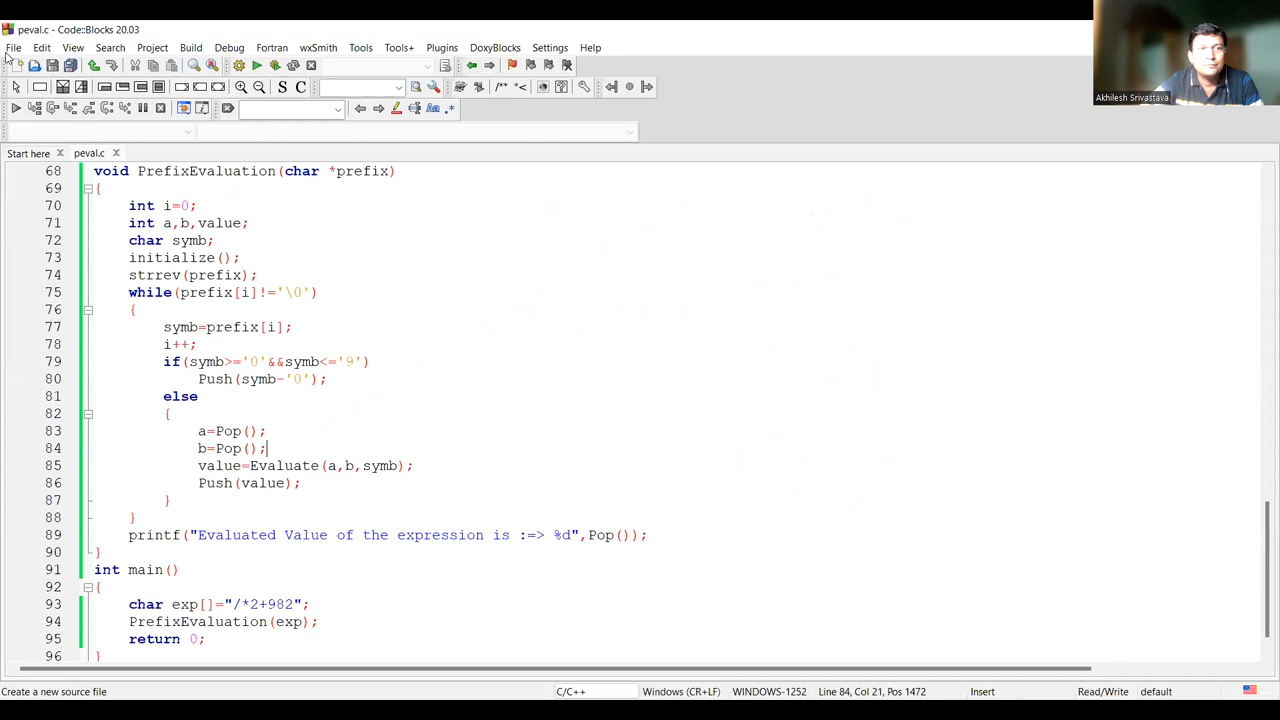 peval.c - Code::Blocks 20.03
File Edit View Search Project Build Debug Fortran wxSmith Tools Tools+ Plugins DoxyBlocks Settings Help
S C /** *<
Aa .*
Akhilesh Srivastava
Start here peval.c
68 void PrefixEvaluation(char *prefix)
69 {
70 int i=0;
71 int a,b,value;
72 char symb;
73 initialize();
74 strrev(prefix);
75 while(prefix[i]!='\0')
76 {
77 symb=prefix[i];
78 i++;
79 if(symb>='0'&&symb<='9')
80 Push(symb-'0');
81 else
82 {
83 a=Pop();
84 b=Pop();
85 value=Evaluate(a,b,symb);
86 Push(value);
87 }
88 }
89 printf("Evaluated Value of the expression is :=> %d",Pop());
90 }
91 int main()
92 {
93 char exp[]="/*2+982";
94 PrefixEvaluation(exp);
95 return 0;
96 }
Create a new source file C/C++ Windows (CR+LF) WINDOWS-1252 Line 84, Col 21, Pos 1472 Insert Read/Write default